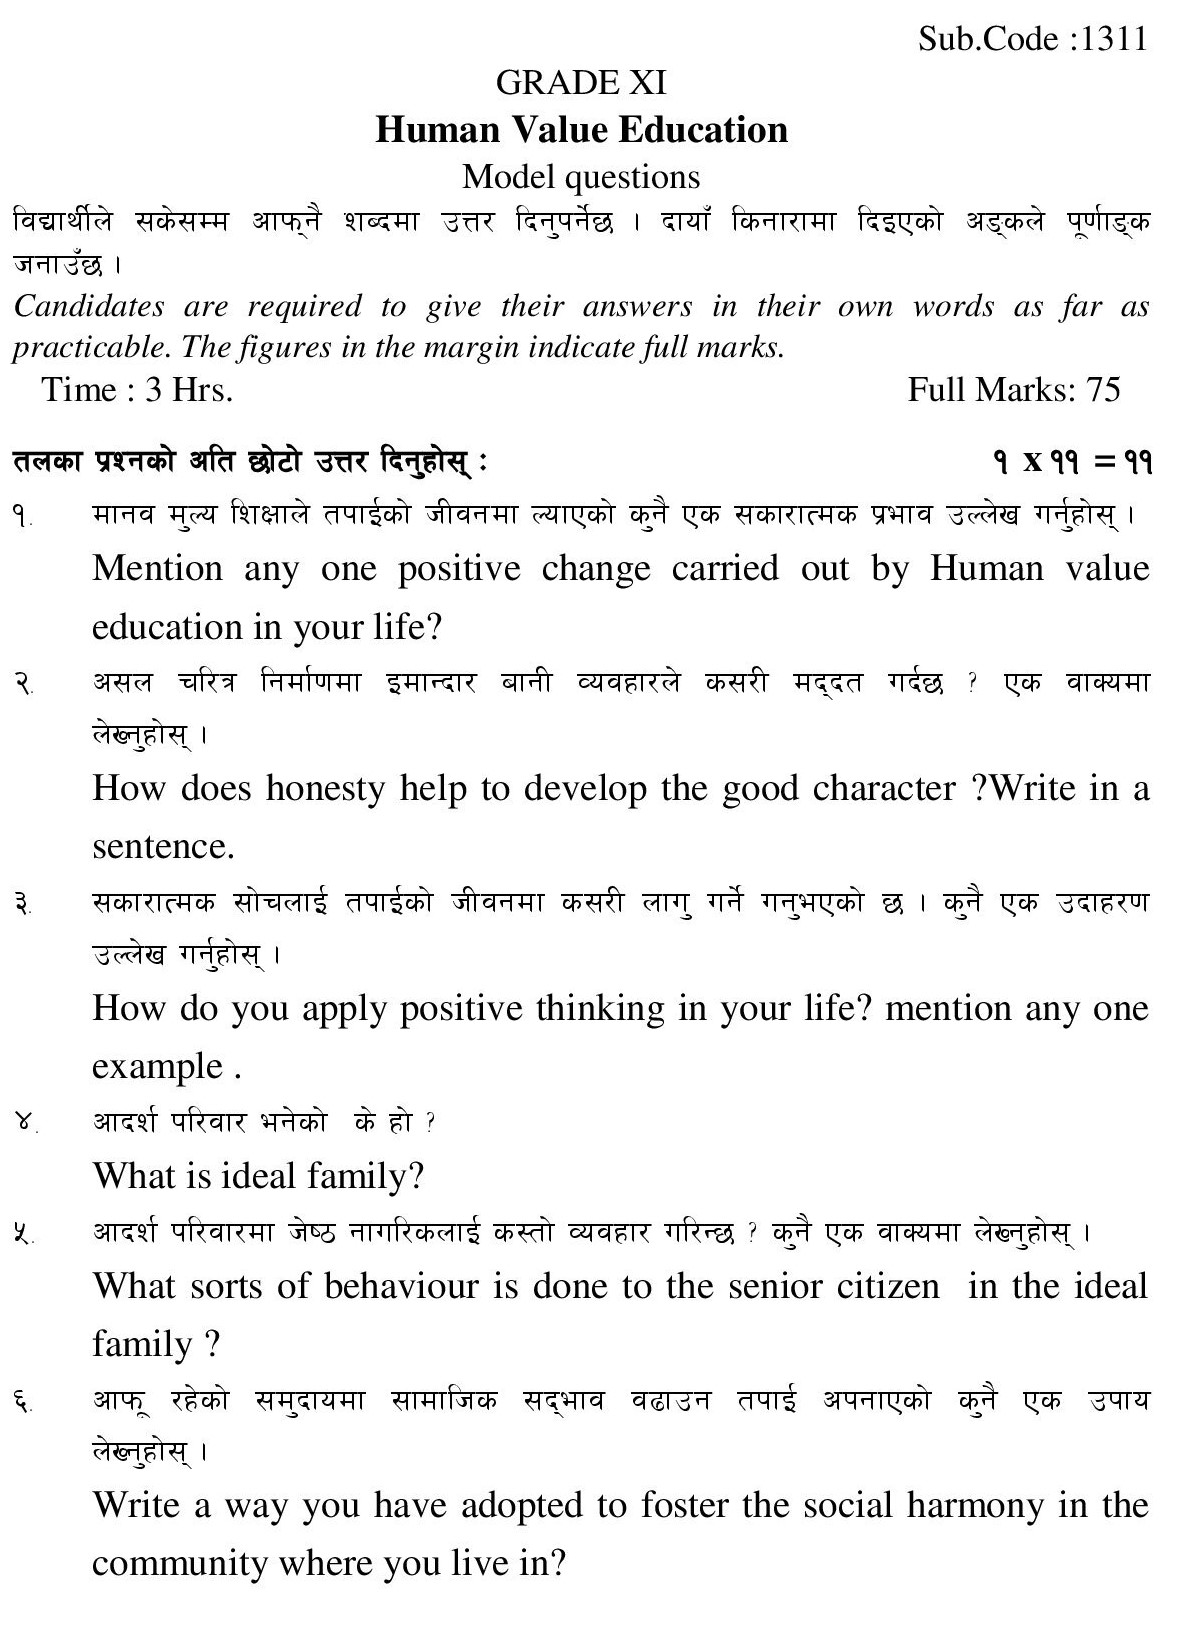 Sub.Code :1311
GRADE XI
Human Value Education
Model questions
विद्यार्थीले सकेसम्म आफ्नै शब्दमा उत्तर दिनुपर्नेछ । दायाँ किनारामा दिइएको अङ्कले पूर्णाङ्क
जनाउँछ ।
Candidates are required to give their answers in their own words as far as
practicable. The figures in the margin indicate full marks.
Time : 3 Hrs. Full Marks: 75
तलका प्रश्नको अति छोटो उत्तर दिनुहोस् : १ x ११ = ११
१. मानव मुल्य शिक्षाले तपाईको जीवनमा ल्याएको कुनै एक सकारात्मक प्रभाव उल्लेख गर्नुहोस् ।
Mention any one positive change carried out by Human value
education in your life?
२. असल चरित्र निर्माणमा इमान्दार बानी व्यवहारले कसरी मद्दत गर्दछ ? एक वाक्यमा
लेख्नुहोस् ।
How does honesty help to develop the good character ?Write in a
sentence.
३. सकारात्मक सोचलाई तपाईको जीवनमा कसरी लागु गर्ने गनुभएको छ । कुनै एक उदाहरण
उल्लेख गर्नुहोस् ।
How do you apply positive thinking in your life? mention any one
example .
४. आदर्श परिवार भनेको के हो ?
What is ideal family?
५. आदर्श परिवारमा जेष्ठ नागरिकलाई कस्तो व्यवहार गरिन्छ ? कुनै एक वाक्यमा लेख्नुहोस् ।
What sorts of behaviour is done to the senior citizen in the ideal
family ?
६. आफू रहेको समुदायमा सामाजिक सद्भाव वढाउन तपाई अपनाएको कुनै एक उपाय
लेख्नुहोस् ।
Write a way you have adopted to foster the social harmony in the
community where you live in?